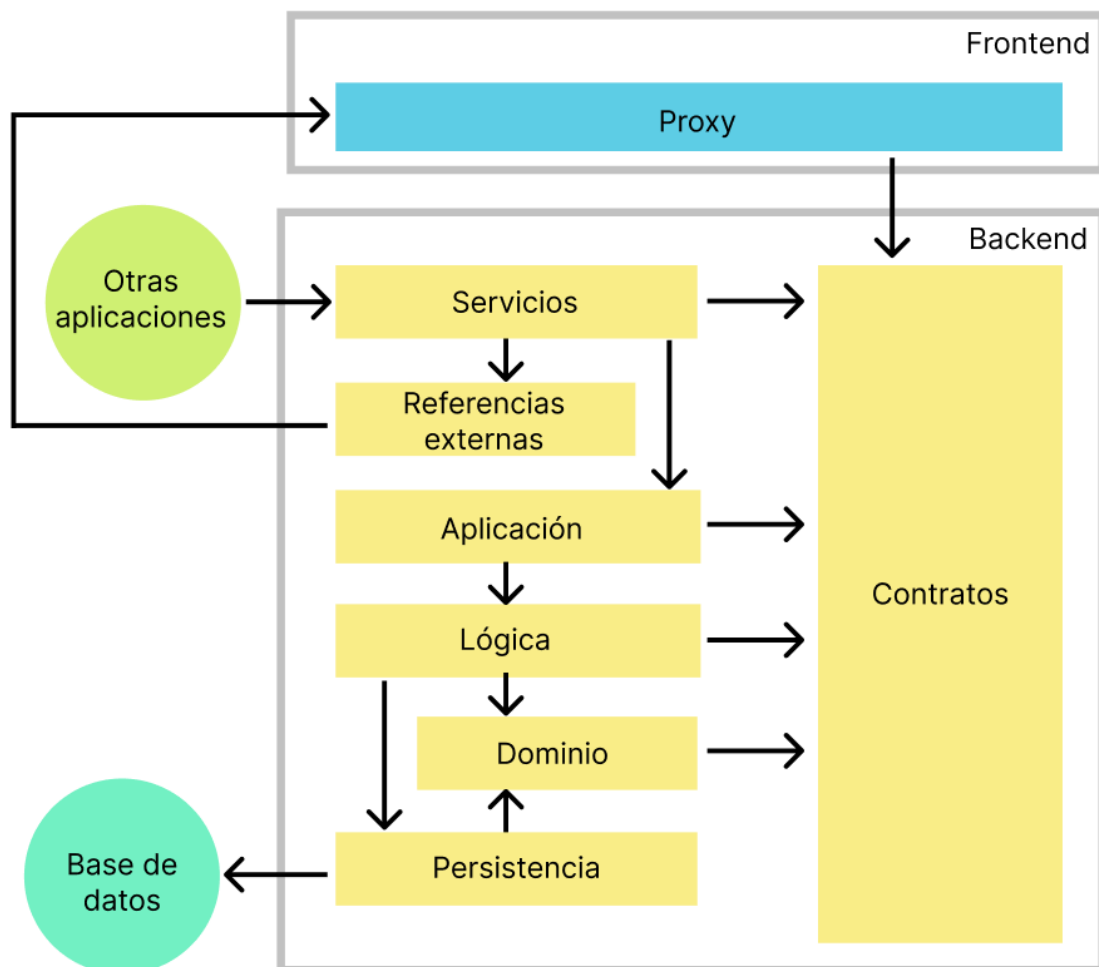 Frontend
Proxy
Backend
Otras
aplicaciones
Servicios
Referencias
externas
Aplicación
Contratos
Lógica
Dominio
Persistencia
Base de
datos